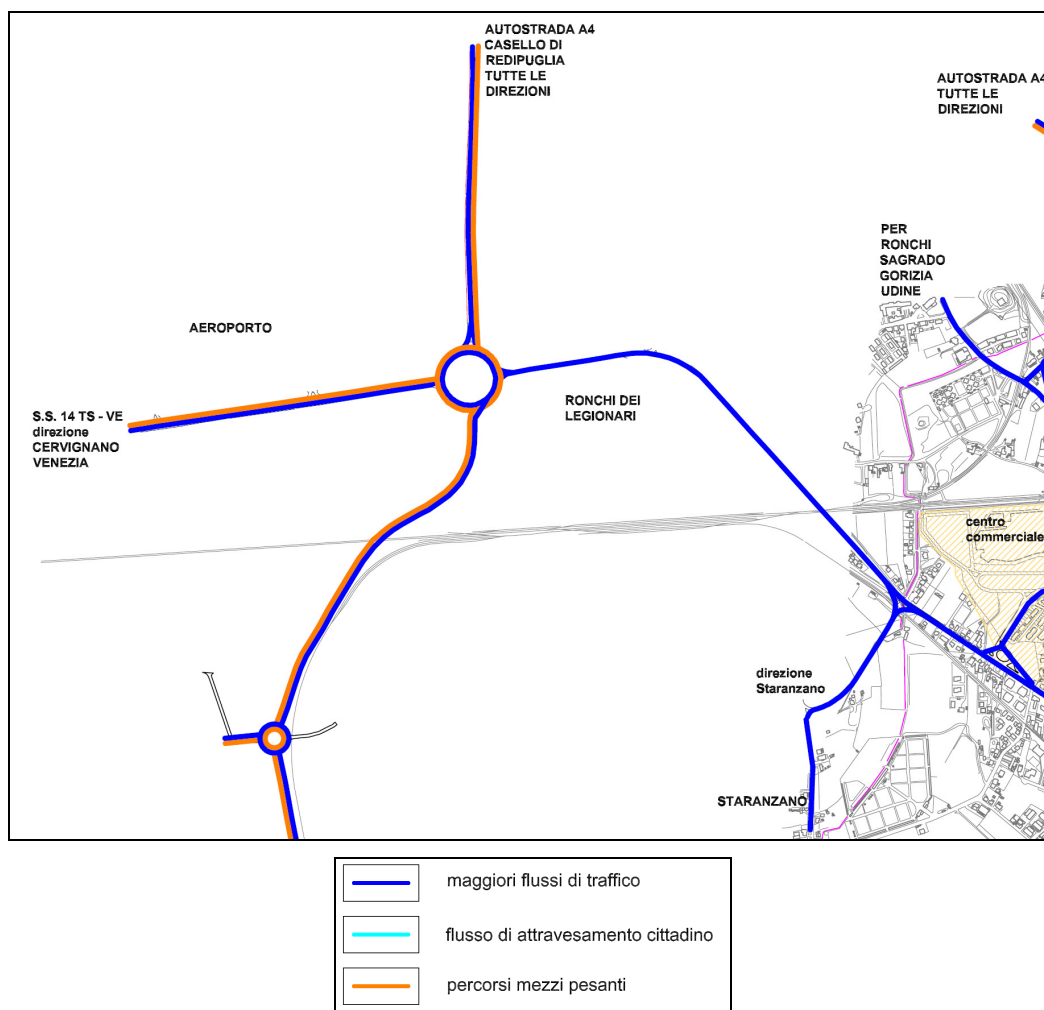 AUTOSTRADA A4
CASELLO DI
REDIPUGLIA
TUTTE LE
DIREZIONI
AUTOSTRADA A4
TUTTE LE
DIREZIONI
PER
RONCHI
SAGRADO
GORIZIA
UDINE
AEROPORTO
RONCHI DEI
LEGIONARI
S.S. 14 TS - VE
direzione
CERVIGNANO
VENEZIA
centro
commerciale
direzione
Staranzano
STARANZANO
maggiori flussi di traffico
flusso di attravesamento cittadino
percorsi mezzi pesanti